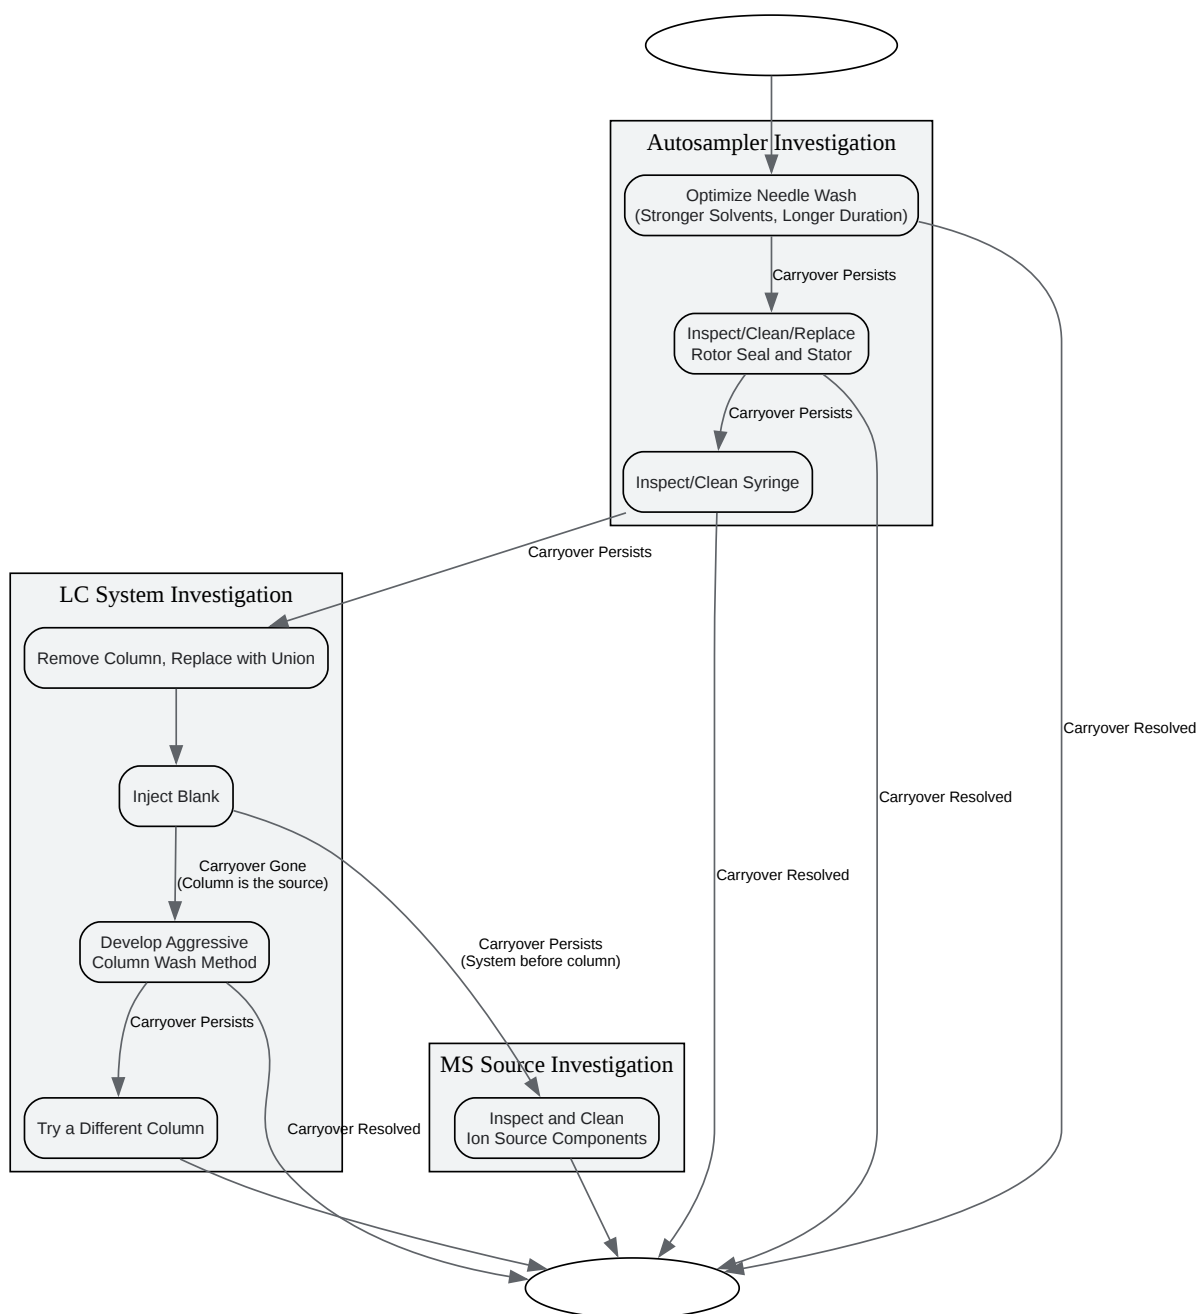 Autosampler Investigation
Optimize Needle Wash
(Stronger Solvents, Longer Duration)
Carryover Persists
Inspect/Clean/Replace
Rotor Seal and Stator
Carryover Persists
Inspect/Clean Syringe
Carryover Persists
LC System Investigation
Remove Column, Replace with Union
Carryover Resolved
Inject Blank
Carryover Resolved
Carryover Gone
(Column is the source)
Carryover Resolved
Develop Aggressive
Column Wash Method
Carryover Persists
(System before column)
Carryover Persists
MS Source Investigation
Try a Different Column
Carryover Resolved
Inspect and Clean
Ion Source Components